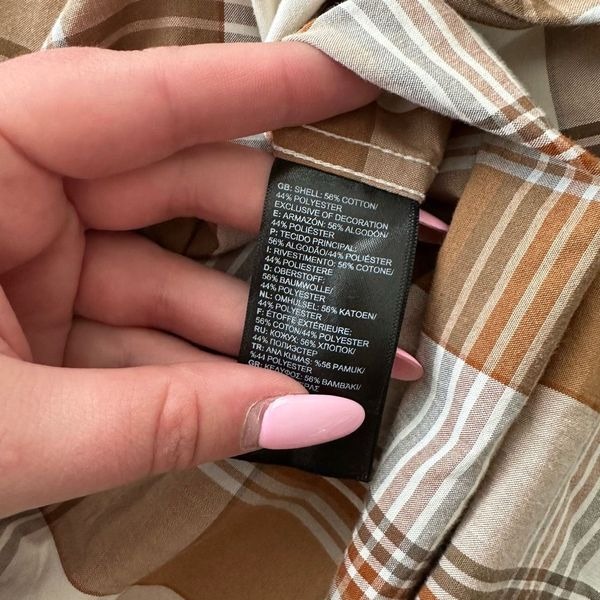 GB: SHELL: 56% COTTON/
44% POLYESTER
EXCLUSIVE OF DECORATION
E: ARMAZÓN: 56% ALGODÓN/
44% POLIÉSTER
P: TECIDO PRINCIPAL:
56% ALGODÃO/44% POLIÉSTER
I: RIVESTIMENTO: 56% COTONE/
44% POLIESTERE
D: OBERSTOFF:
56% BAUMWOLLE/
44% POLYESTER
NL: OMHULSEL: 56% KATOEN/
44% POLYESTER
F: ÉTOFFE EXTÉRIEURE:
56% COTON/44% POLYESTER
RU: КОЖУХ: 56% ХЛОПОК/
44% ПОЛИЭСТЕР
TR: ANA KUMAS: %56 PAMUK/
%44 POLYESTER
GR: ΚΕΛΥΦΟΣ: 56% ΒΑΜΒΑΚΙ/